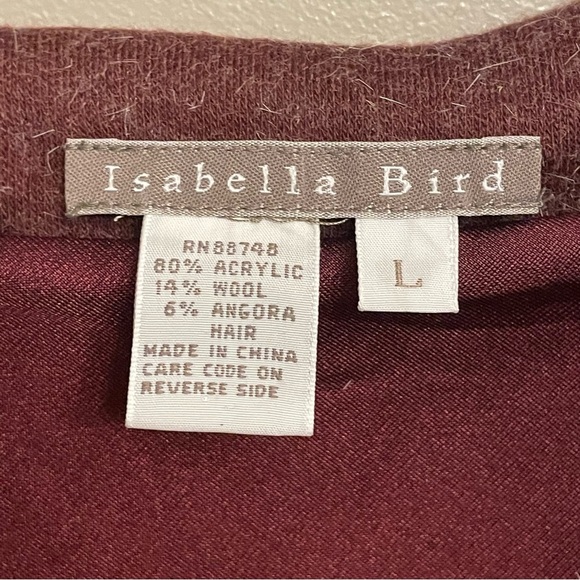 Isabella Bird
L
RN88748
80% ACRYLIC
14% WOOL
6% ANGORA
HAIR
MADE IN CHINA
CARE CODE ON
REVERSE SIDE